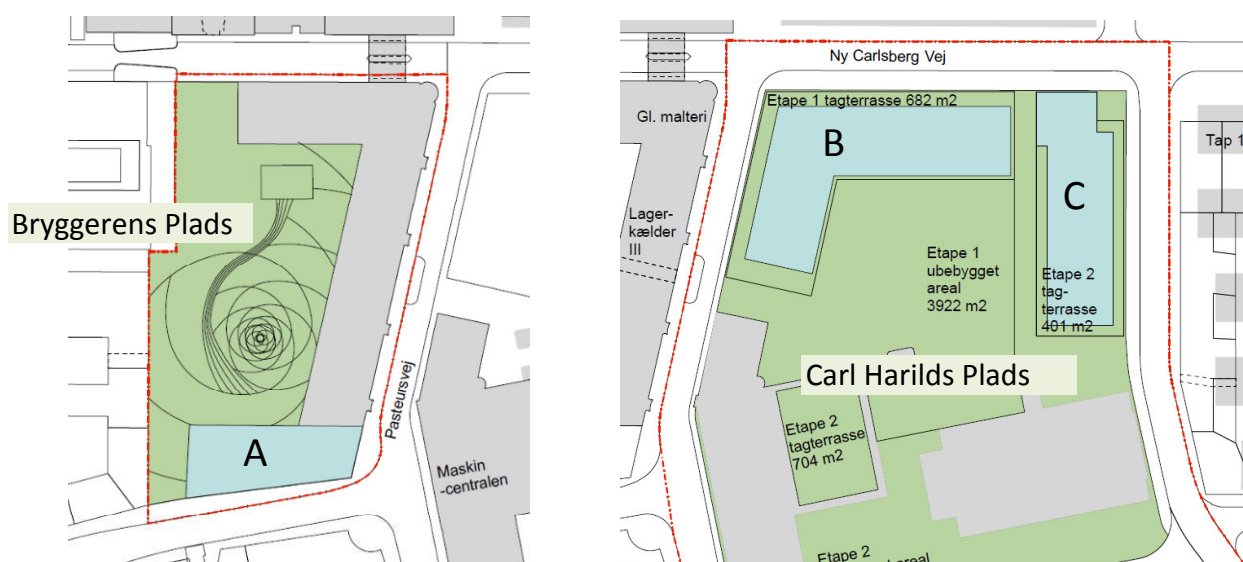 Bryggerens Plads
A
Pasteursvej
Maskin
-centralen
Ny Carlsberg Vej
Etape 1 tagterrasse 682 m2
Gl. malteri
B
C
Tap 1
Lager-
kælder
III
Etape 1
ubebygget
areal
3922 m2
Etape 2
tag-
terrasse
401 m2
Carl Harilds Plads
Etape 2
tagterrasse
704 m2
Etape 2
areal